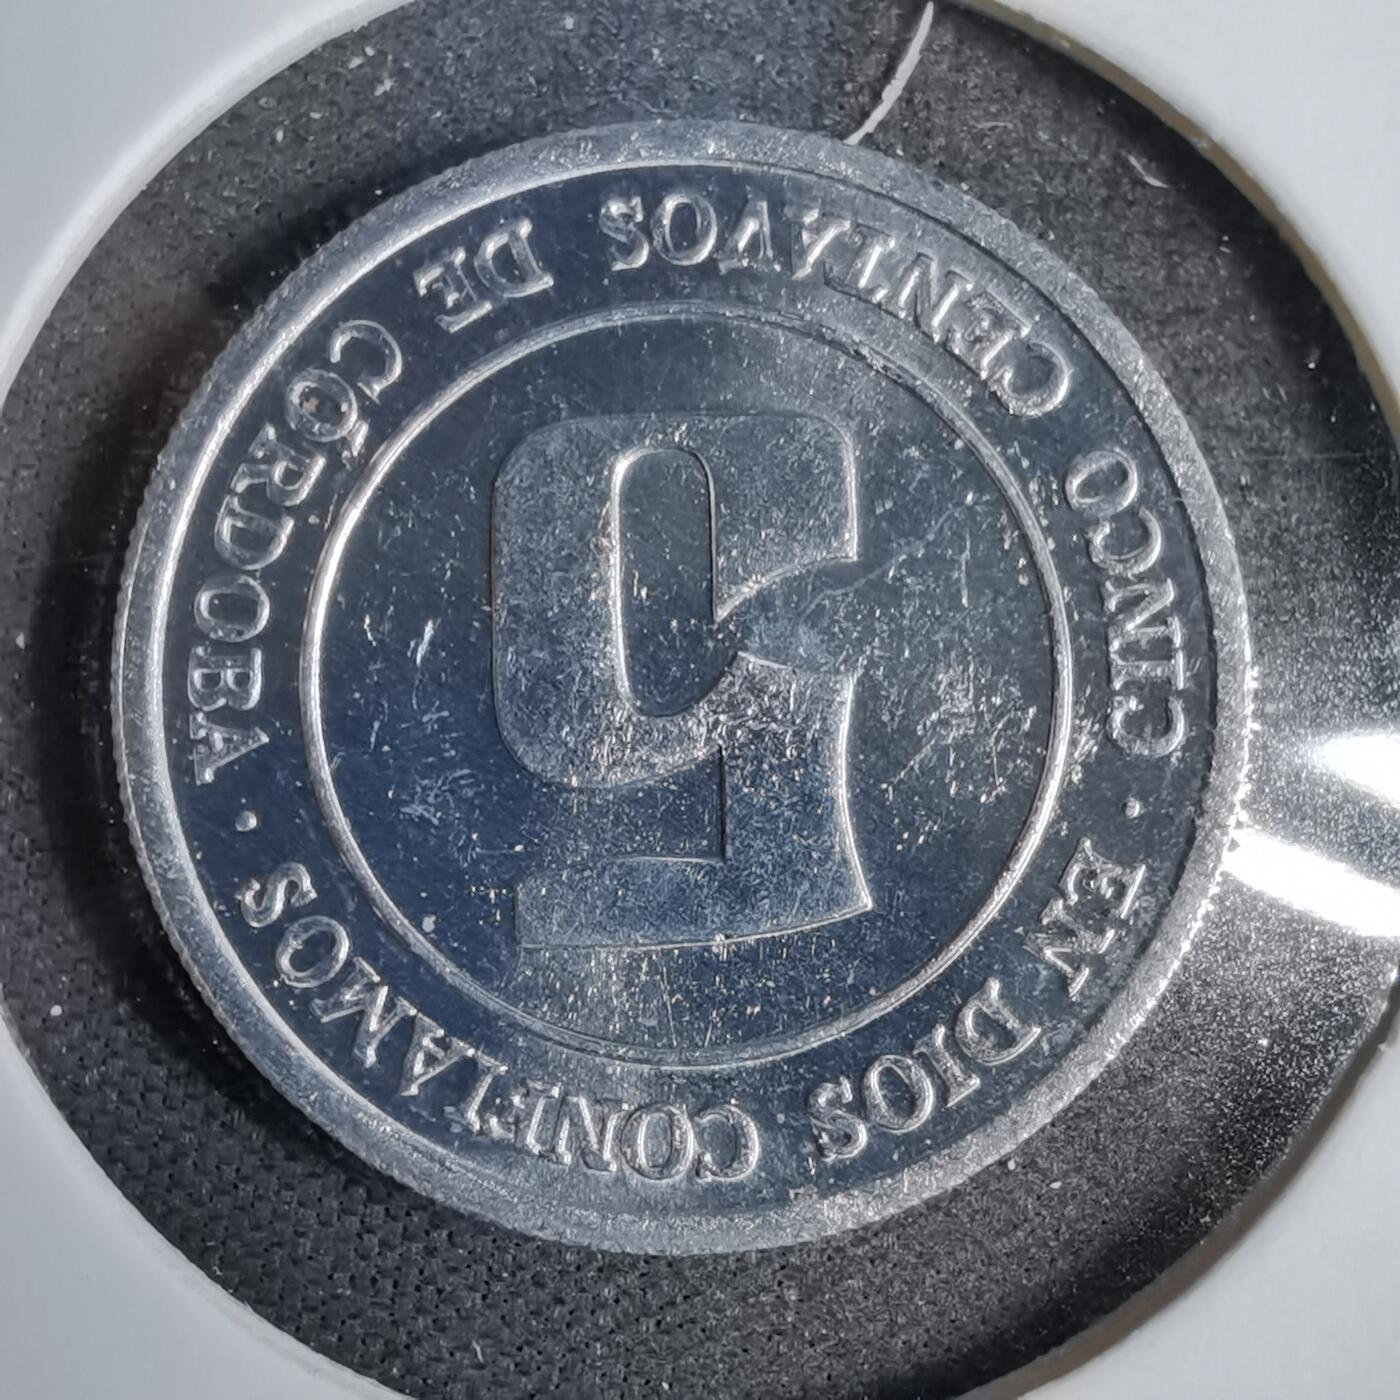 CINCO CENTAVOS DE CÓRDOBA ·
EN DIOS CONFIAMOS ·
5